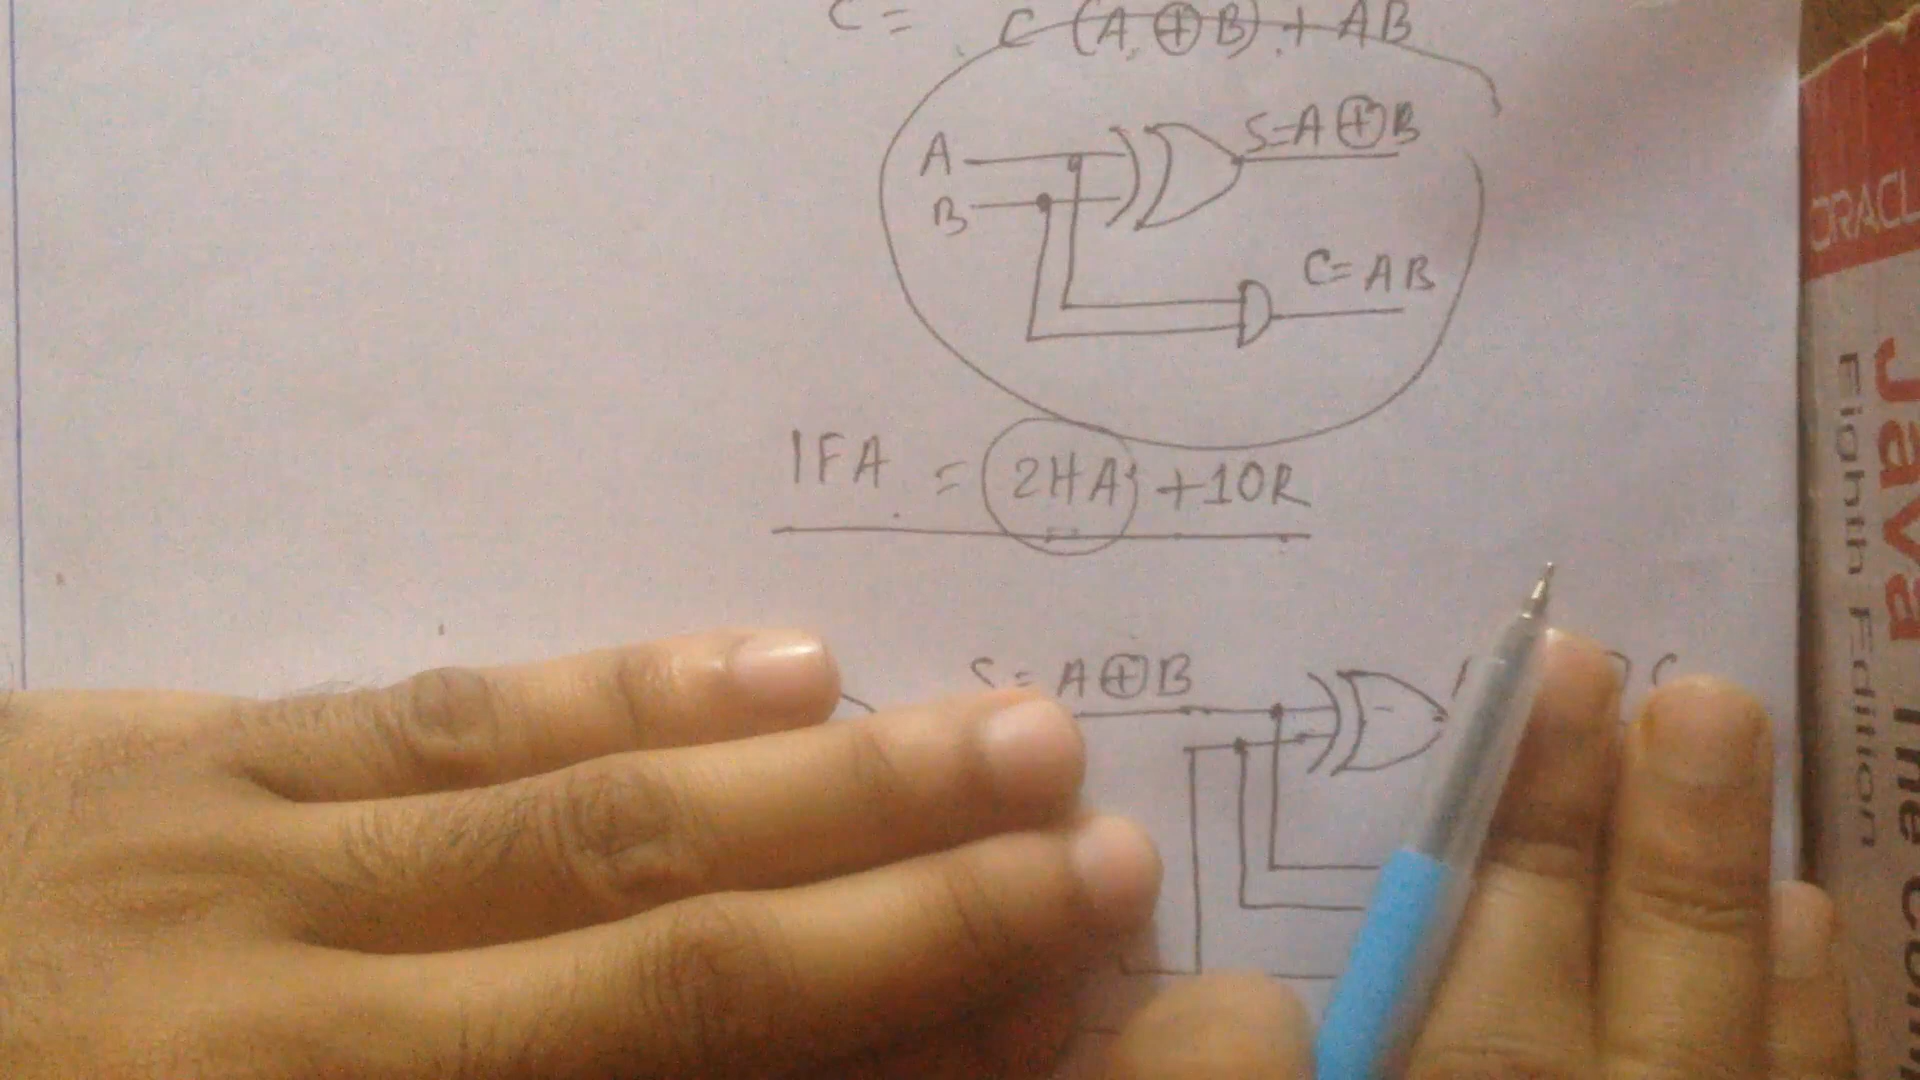 C = C (A ⊕ B) + AB
S=A ⊕ B
A
B
C= AB
1FA = 2HA's +1OR
S = A ⊕ B
C
ORACL
Java
Eighth Edition
The Com